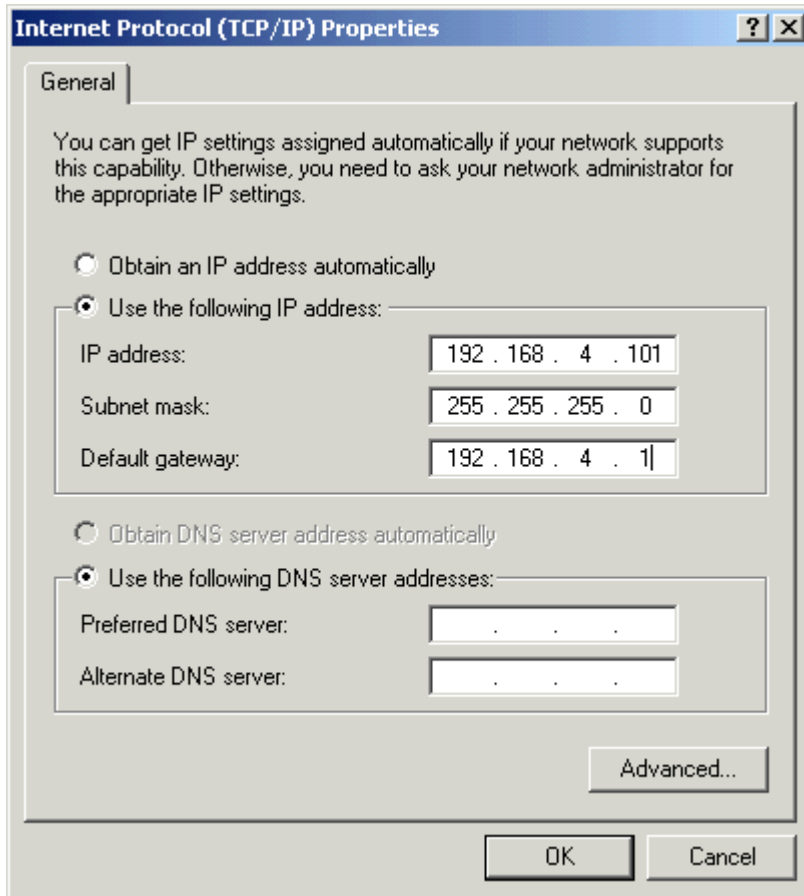 Internet Protocol (TCP/IP) Properties
General
You can get IP settings assigned automatically if your network supports
this capability. Otherwise, you need to ask your network administrator for
the appropriate IP settings.
Obtain an IP address automatically
Use the following IP address:
IP address: 192 . 168 . 4 . 101
Subnet mask: 255 . 255 . 255 . 0
Default gateway: 192 . 168 . 4 . 1
Obtain DNS server address automatically
Use the following DNS server addresses:
Preferred DNS server: . . .
Alternate DNS server: . . .
Advanced...
OK Cancel